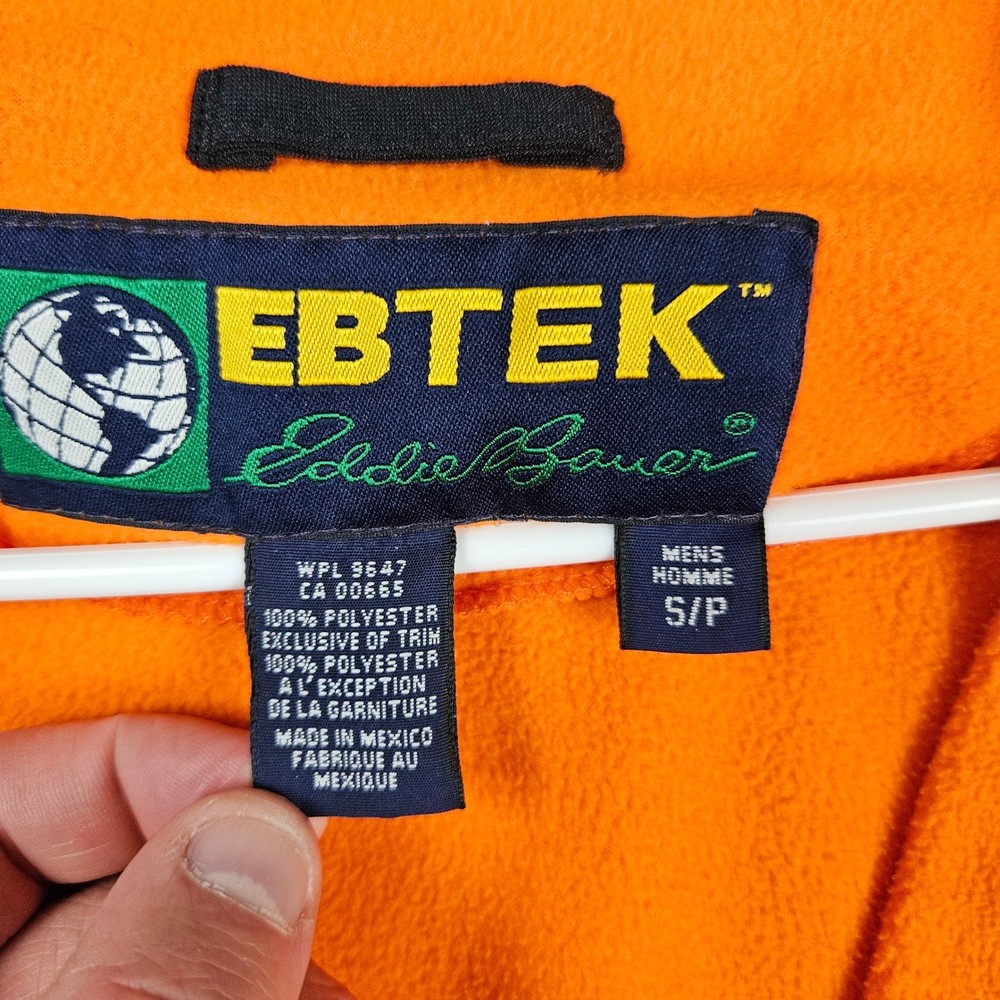 EBTEK™
Eddie Bauer®
WPL 9647
CA 00665
100% POLYESTER
EXCLUSIVE OF TRIM
100% POLYESTER
A L'EXCEPTION
DE LA GARNITURE
MADE IN MEXICO
FABRIQUE AU
MEXIQUE
MENS
HOMME
S/P